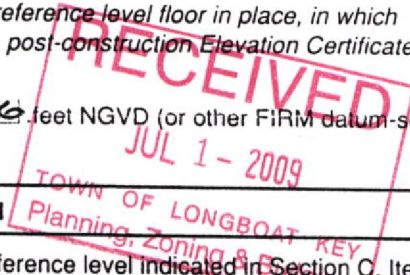 reference level floor in place, in which
post-construction Elevation Certificate
RECEIVED
feet NGVD (or other FIRM datum-s
JUL 1 - 2009
TOWN OF LONGBOAT KEY
Planning, Zoning &
ference level indicated in Section C, Ite